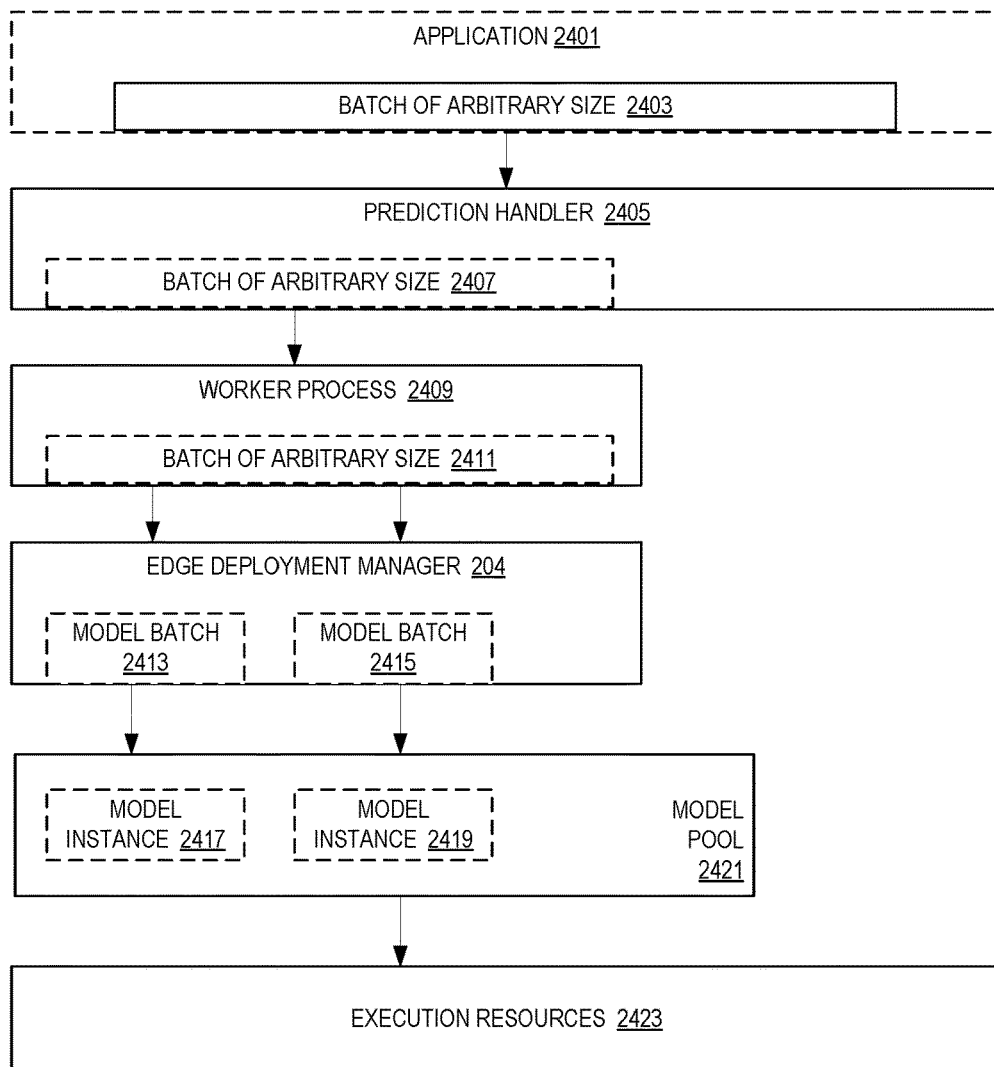 APPLICATION 2401
BATCH OF ARBITRARY SIZE 2403
PREDICTION HANDLER 2405
BATCH OF ARBITRARY SIZE 2407
WORKER PROCESS 2409
BATCH OF ARBITRARY SIZE 2411
EDGE DEPLOYMENT MANAGER 204
MODEL BATCH
2413
MODEL BATCH
2415
MODEL
INSTANCE 2417
MODEL
INSTANCE 2419
MODEL
POOL
2421
EXECUTION RESOURCES 2423